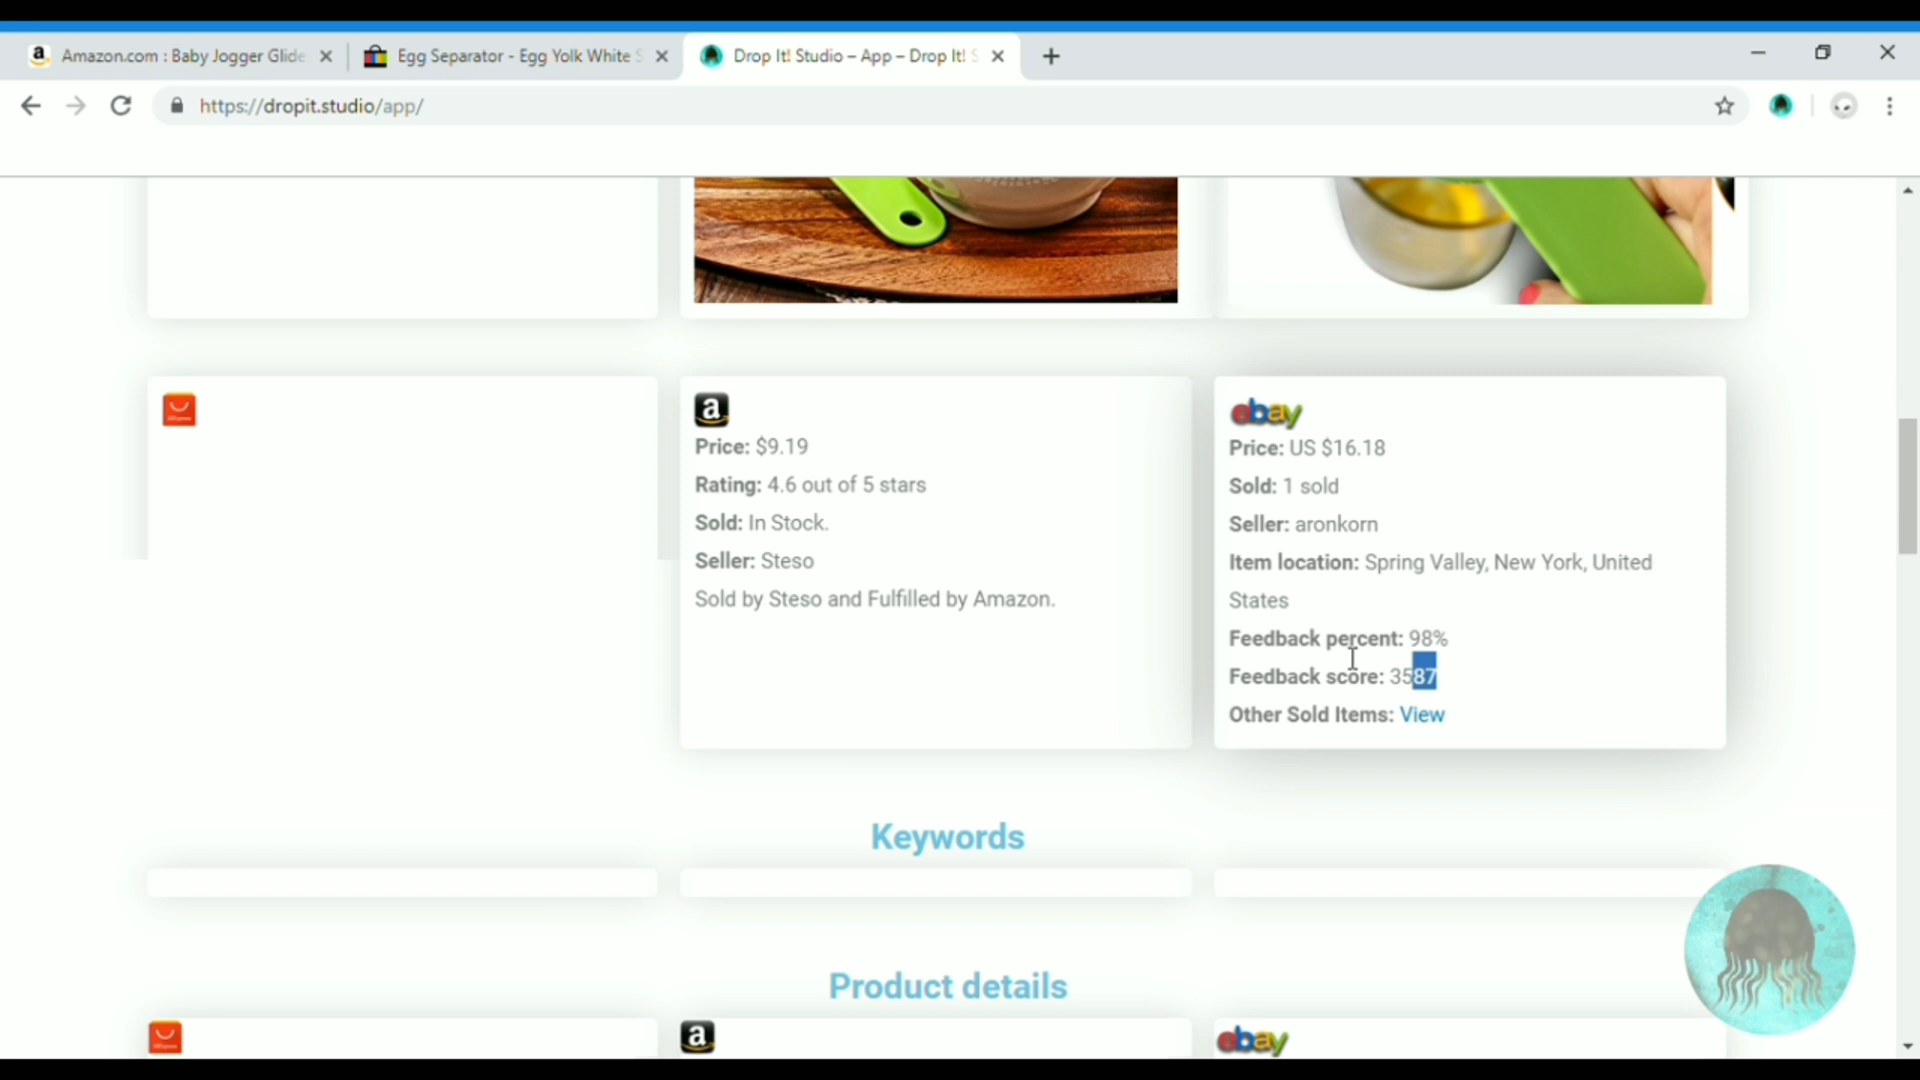 Amazon.com : Baby Jogger Glide
Egg Separator - Egg Yolk White S
Drop It! Studio – App – Drop It! S
https://dropit.studio/app/
a
Price: $9.19
Rating: 4.6 out of 5 stars
Sold: In Stock.
Seller: Steso
Sold by Steso and Fulfilled by Amazon.
ebay
Price: US $16.18
Sold: 1 sold
Seller: aronkorn
Item location: Spring Valley, New York, United
States
Feedback percent: 98%
Feedback score: 3587
Other Sold Items: View
Keywords
Product details
a
ebay